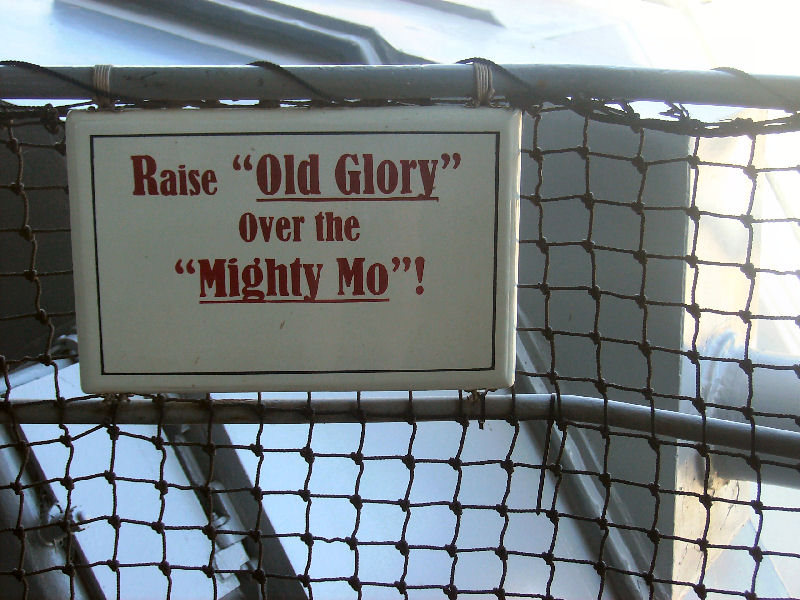 Raise “Old Glory”
Over the
“Mighty Mo”!